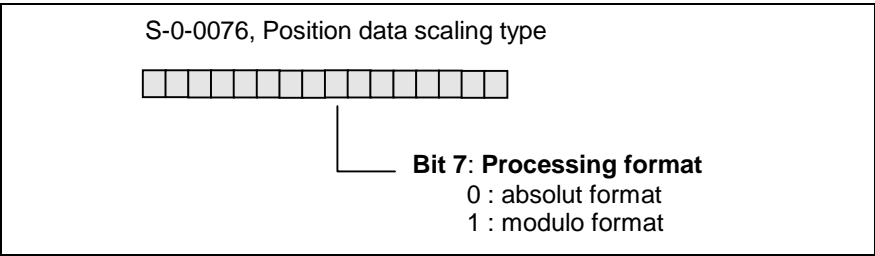 S-0-0076, Position data scaling type
Bit 7: Processing format
0 : absolut format
1 : modulo format